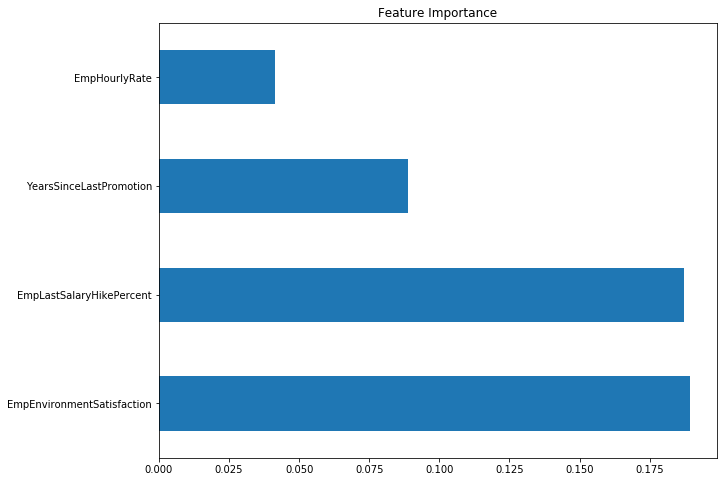 Feature Importance
EmpHourlyRate
YearsSinceLastPromotion
EmpLastSalaryHikePercent
EmpEnvironmentSatisfaction
0.000 0.025 0.050 0.075 0.100 0.125 0.150 0.175